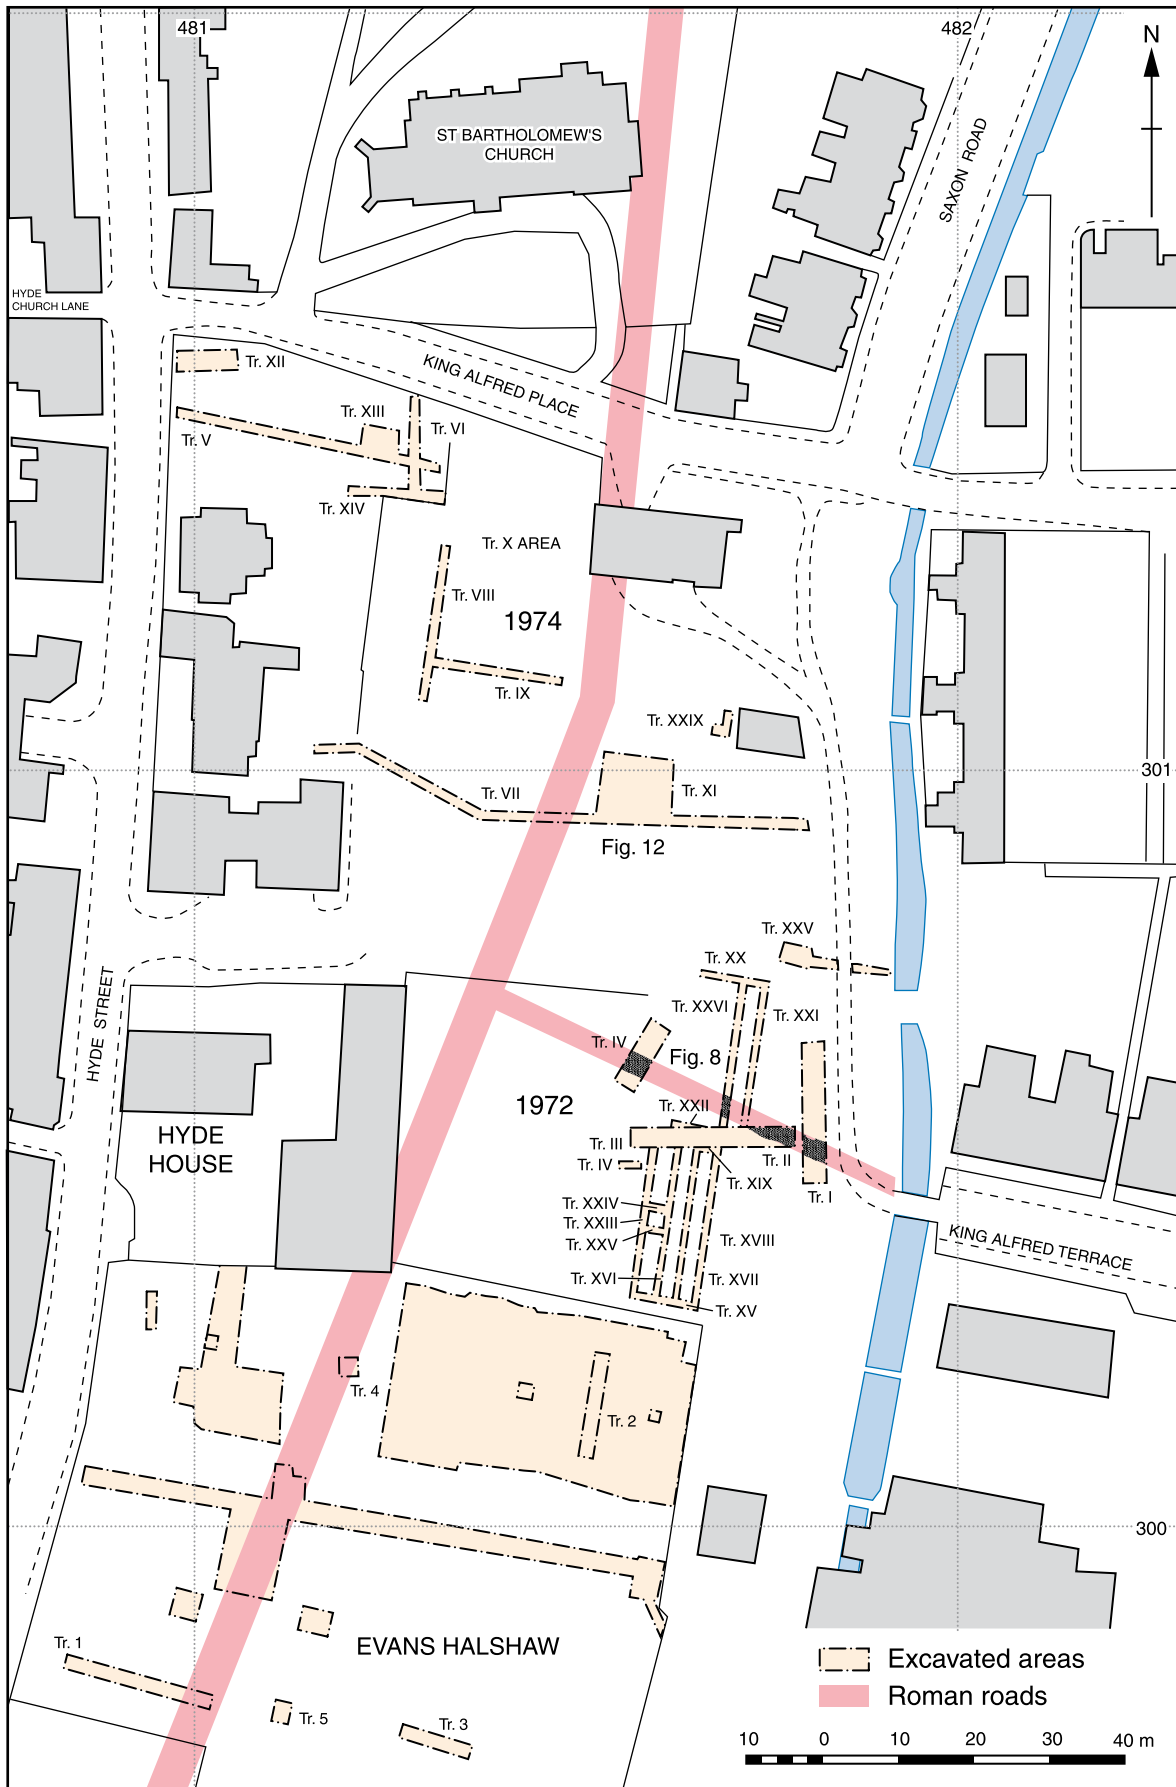 481
482
N
ST BARTHOLOMEW'S
CHURCH
SAXON ROAD
HYDE
CHURCH LANE
KING ALFRED PLACE
Tr. XII
Tr. XIII
Tr. V
Tr. VI
Tr. XIV
Tr. X AREA
Tr. VIII
1974
Tr. IX
Tr. XXIX
301
Tr. VII
Tr. XI
Fig. 12
Tr. XXV
Tr. XX
Tr. XXVI
Tr. XXI
HYDE STREET
Tr. IV
Fig. 8
1972
Tr. XXII
HYDE
HOUSE
Tr. III
Tr. IV
Tr. II
Tr. XIX
Tr. I
Tr. XXIV
Tr. XXIII
Tr. XXV
Tr. XVIII
KING ALFRED TERRACE
Tr. XVI
Tr. XVII
Tr. XV
Tr. 4
Tr. 2
300
Tr. 1
EVANS HALSHAW
Tr. 5
Tr. 3
Excavated areas
Roman roads
10 0 10 20 30 40 m